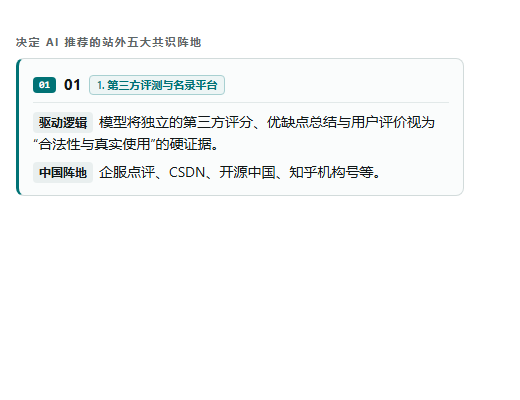 决定 AI 推荐的站外五大共识阵地
01 01 1. 第三方评测与名录平台
驱动逻辑 模型将独立的第三方评分、优缺点总结与用户评价视为
“合法性与真实使用”的硬证据。
中国阵地 企服点评、CSDN、开源中国、知乎机构号等。